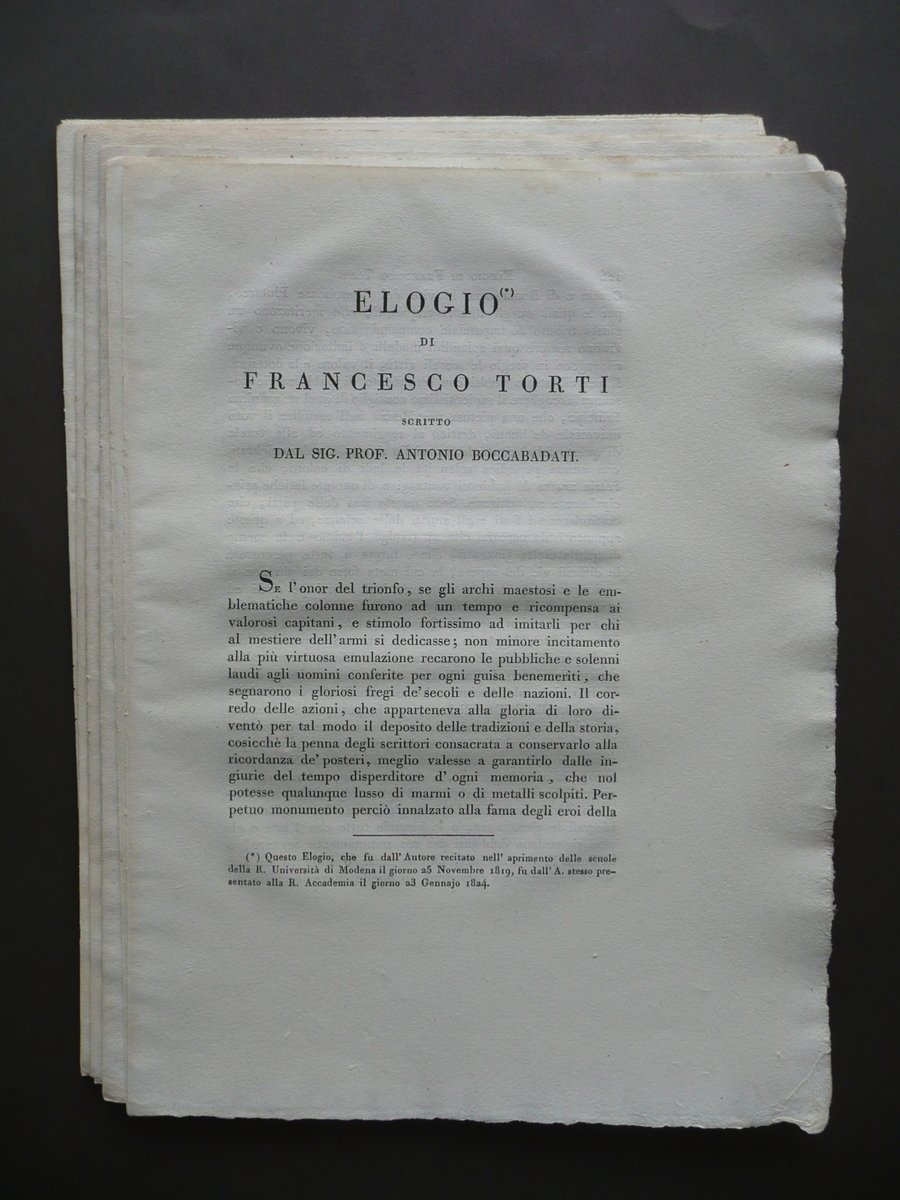 ELOGIO(*)
DI
FRANCESCO TORTI
SCRITTO
DAL SIG. PROF. ANTONIO BOCCABADATI.
SE l'onor del trionfo, se gli archi maestosi e le em-
blematiche colonne furono ad un tempo e ricompensa ai
valorosi capitani, e stimolo fortissimo ad imitarli per chi
al mestiere dell'armi si dedicasse; non minore incitamento
alla più virtuosa emulazione recarono le pubbliche e solenni
laudi agli uomini conferite per ogni guisa benemeriti, che
segnarono i gloriosi fregi de'secoli e delle nazioni. Il cor-
redo delle azioni, che apparteneva alla gloria di loro di-
ventò per tal modo il deposito delle tradizioni e della storia,
cosicchè la penna degli scrittori consacrata a conservarlo alla
ricordanza de'posteri, meglio valesse a garantirlo dalle in-
giurie del tempo disperditore d'ogni memoria, che nol
potesse qualunque lusso di marmi o di metalli scolpiti. Per-
petuo monumento perciò innalzato alla fama degli eroi della
(*) Questo Elogio, che fu dall'Autore recitato nell'aprimento delle scuole
della R. Università di Modena il giorno 25 Novembre 1819, fu dall'A. stesso pre-
sentato alla R. Accademia il giorno 23 Gennajo 1824.